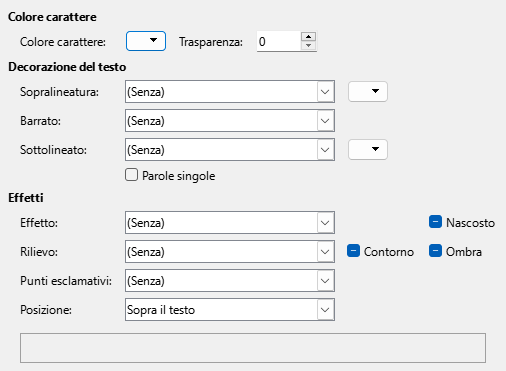 Colore carattere
Colore carattere: Trasparenza: 0
Decorazione del testo
Sopralineatura: (Senza)
Barrato: (Senza)
Sottolineato: (Senza)
Parole singole
Effetti
Effetto: (Senza) Nascosto
Rilievo: (Senza) Contorno Ombra
Punti esclamativi: (Senza)
Posizione: Sopra il testo